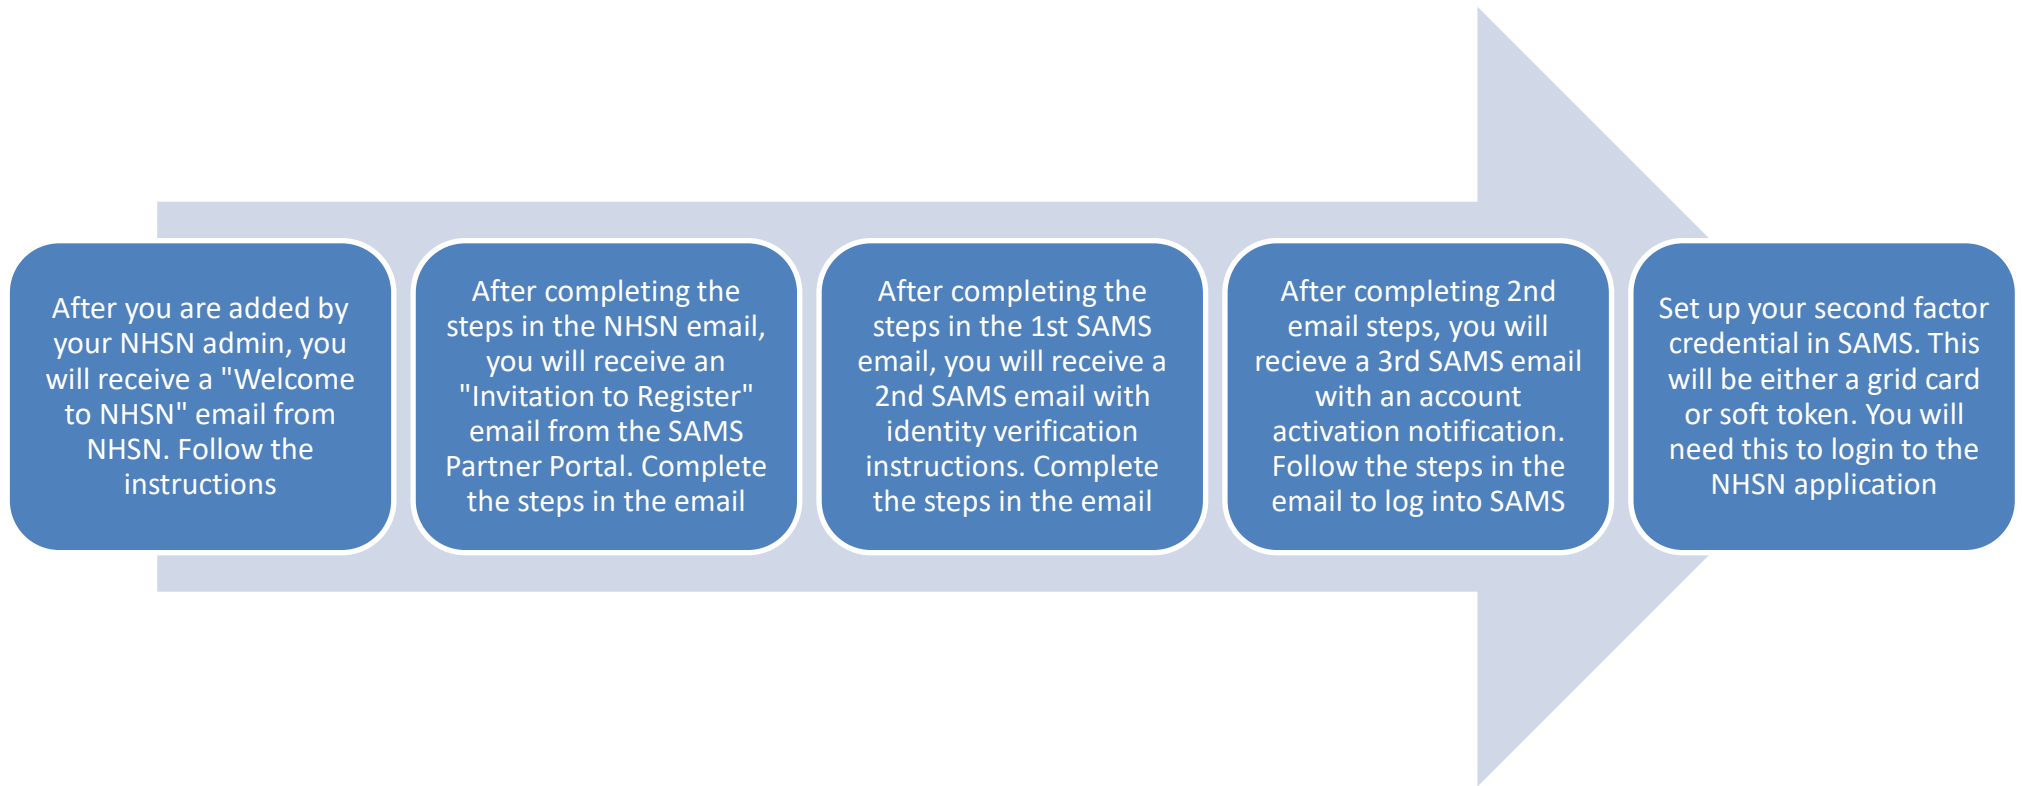 After you are added by
your NHSN admin, you
will receive a "Welcome
to NHSN" email from
NHSN. Follow the
instructions
After completing the
steps in the NHSN email,
you will receive an
"Invitation to Register"
email from the SAMS
Partner Portal. Complete
the steps in the email
After completing the
steps in the 1st SAMS
email, you will receive a
2nd SAMS email with
identity verification
instructions. Complete
the steps in the email
After completing 2nd
email steps, you will
recieve a 3rd SAMS email
with an account
activation notification.
Follow the steps in the
email to log into SAMS
Set up your second factor
credential in SAMS. This
will be either a grid card
or soft token. You will
need this to login to the
NHSN application